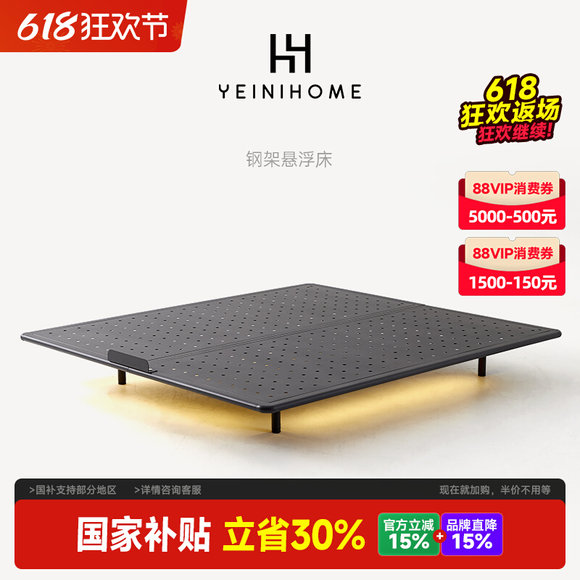 618狂欢节
YEINIHOME
钢架悬浮床
618
狂欢返场
狂欢继续!
88VIP消费券
5000-500元
88VIP消费券
1500-150元
>国补支持部分地区 >详情咨询客服 现在就加购，半价不用等
国家补贴 立省30% 官方立减 15% + 品牌直降 15%